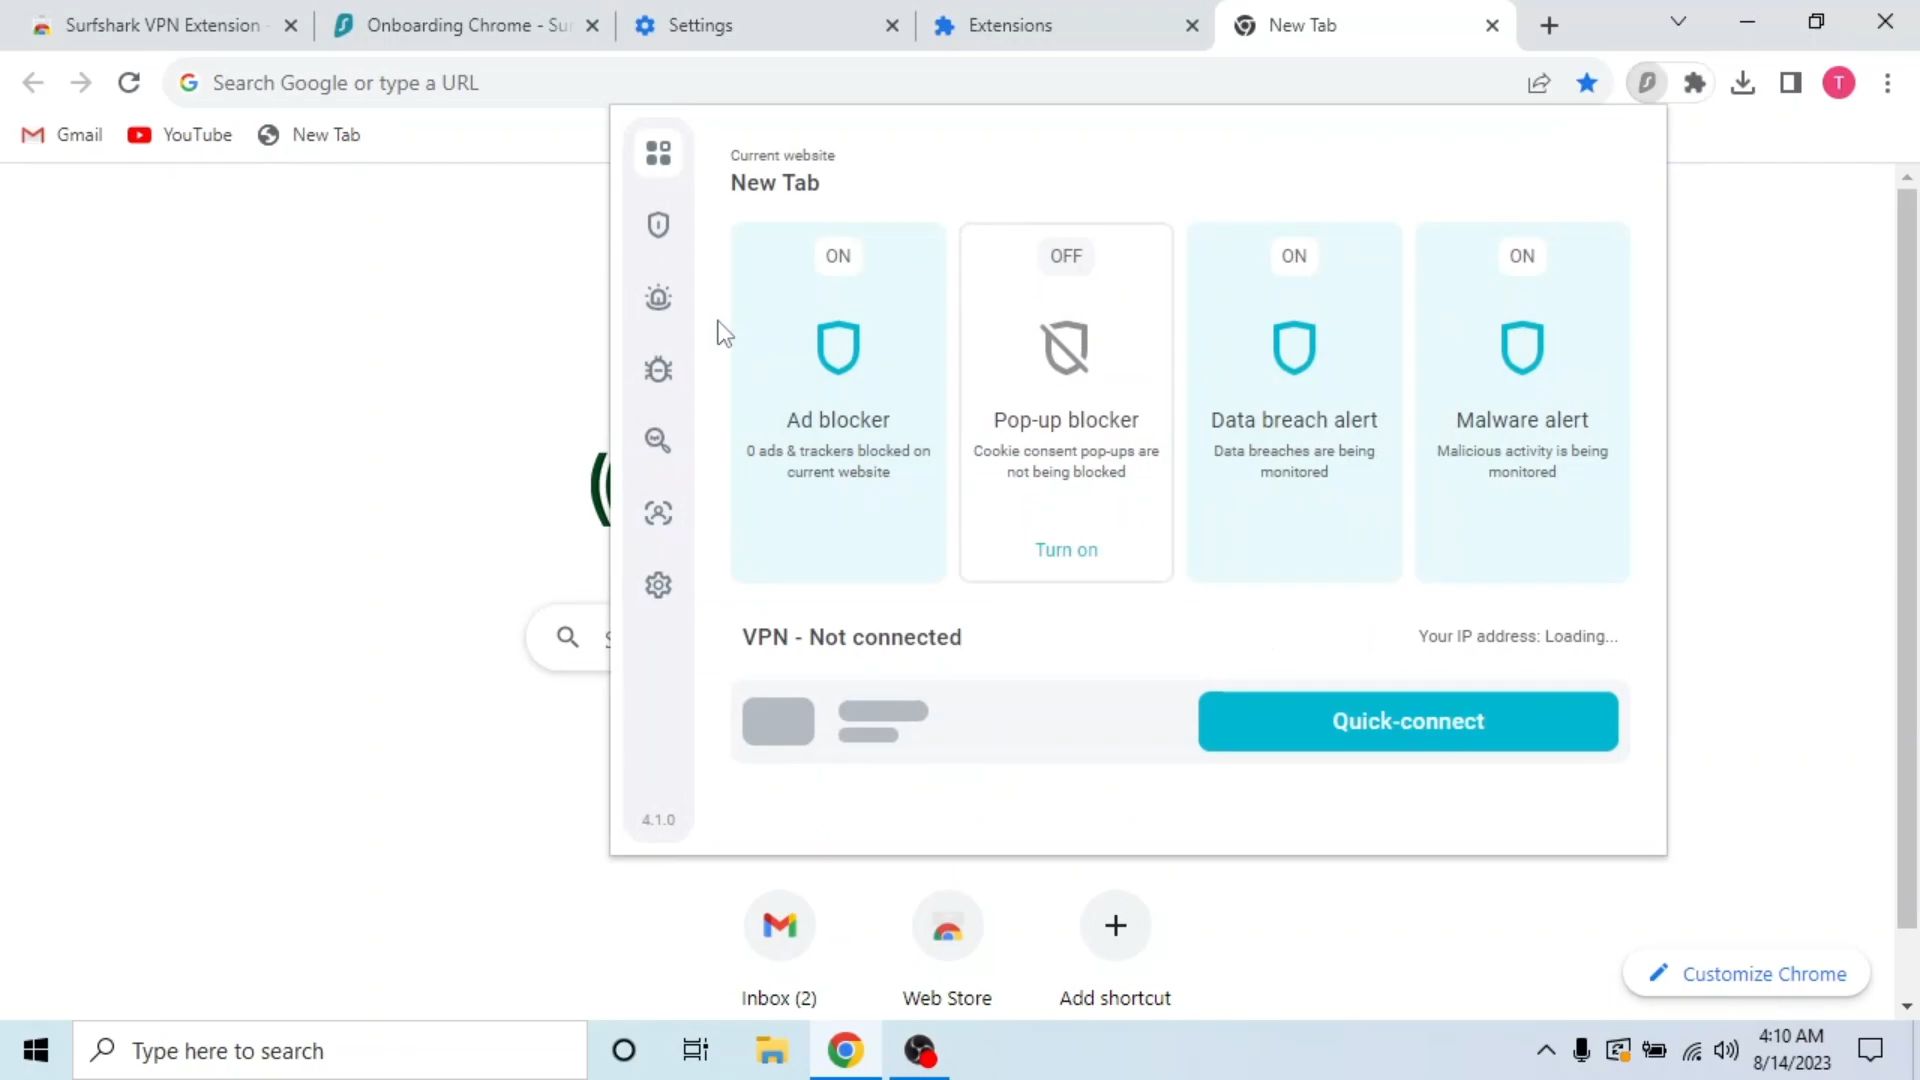 Surfshark VPN Extension -
Onboarding Chrome - Sur
Settings
Extensions
New Tab
Search Google or type a URL
T
Gmail
YouTube
New Tab
Current website
New Tab
ON
OFF
ON
ON
Ad blocker
0 ads & trackers blocked on
current website
Pop-up blocker
Cookie consent pop-ups are
not being blocked
Turn on
Data breach alert
Data breaches are being
monitored
Malware alert
Malicious activity is being
monitored
VPN - Not connected
Your IP address: Loading...
Quick-connect
4.1.0
Inbox (2)
Web Store
Add shortcut
Customize Chrome
Type here to search
4:10 AM
8/14/2023